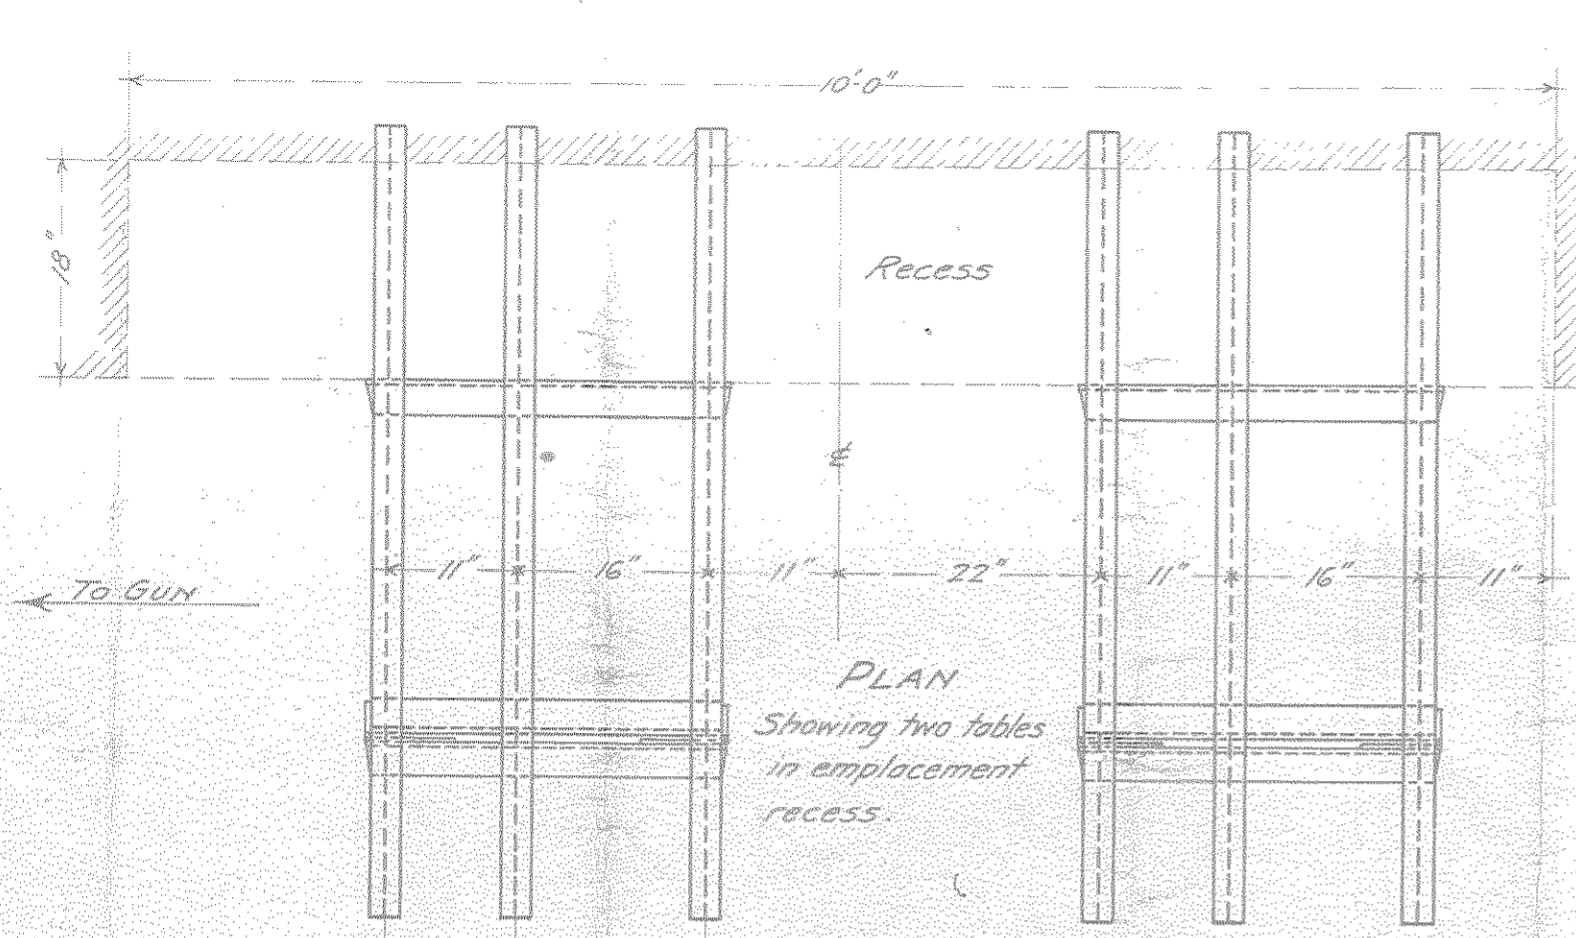 10'-0"
18"
Recess
℄
11" 16" 11" 22" 11" 16" 11"
TO GUN
PLAN
Showing two tables
in emplacement
recess.